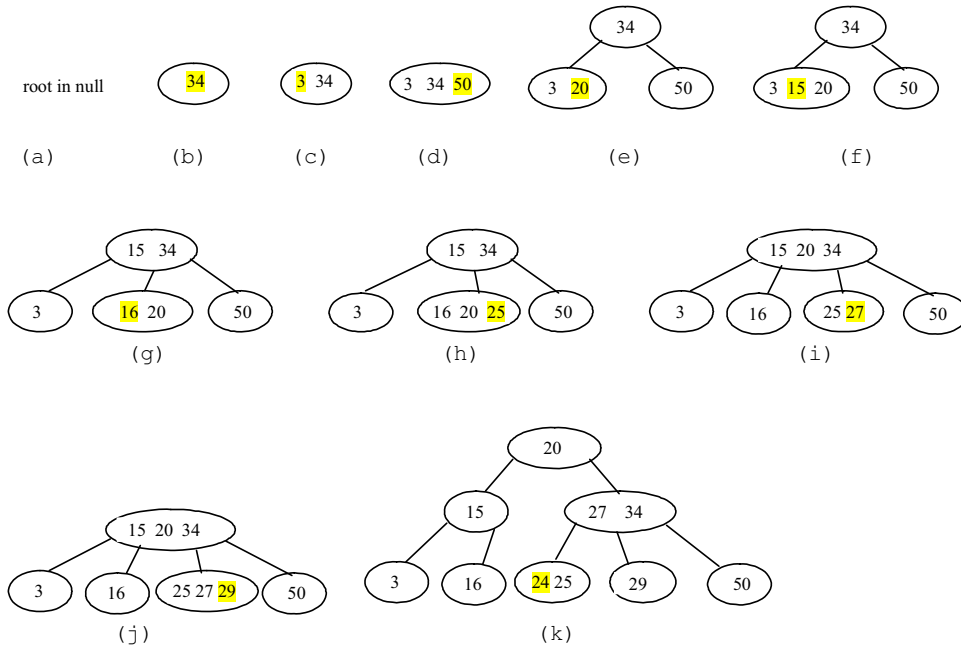 34
34
root in null
34
3 34
3 34 50
3 20
50
3 15 20
50
(a)
(b)
(c)
(d)
(e)
(f)
15 34
15 34
15 20 34
3
16 20
50
3
16 20 25
50
3
16
25 27
50
(g)
(h)
(i)
20
15 20 34
15
27 34
3
16
25 27 29
50
3
16
24 25
29
50
(j)
(k)